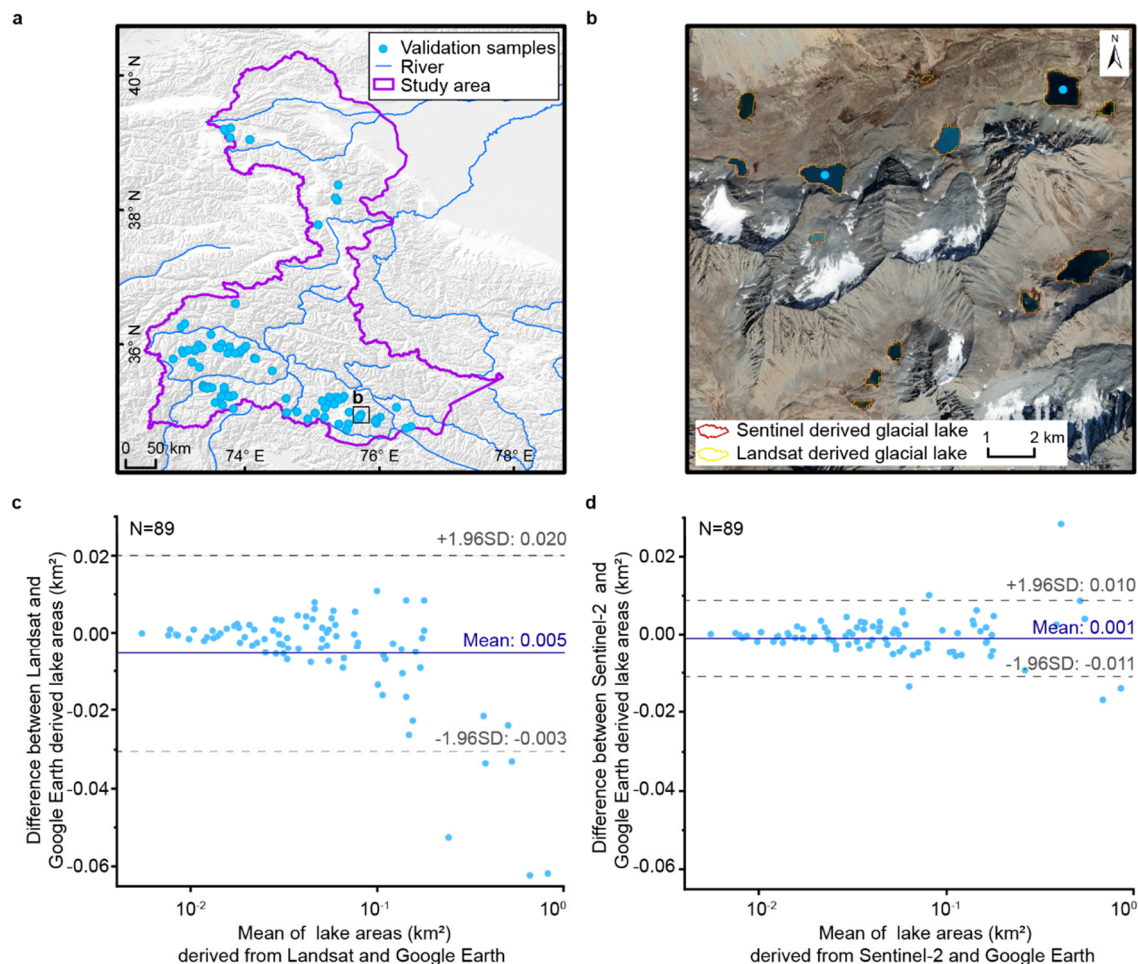 a
Validation samples
River
Study area
40° N
38° N
36° N
b
0 50 km
74° E
76° E
78° E
b
N
Sentinel derived glacial lake
Landsat derived glacial lake
1 2 km
c
N=89
+1.96SD: 0.020
Mean: 0.005
-1.96SD: -0.003
0.02
0.00
-0.02
-0.04
-0.06
Difference between Landsat and
Google Earth derived lake areas (km²)
10⁻²
10⁻¹
10⁰
Mean of lake areas (km²)
derived from Landsat and Google Earth
d
N=89
+1.96SD: 0.010
Mean: 0.001
-1.96SD: -0.011
0.02
0.00
-0.02
-0.04
-0.06
Difference between Sentinel-2 and
Google Earth derived lake areas (km²)
10⁻²
10⁻¹
10⁰
Mean of lake areas (km²)
derived from Sentinel-2 and Google Earth